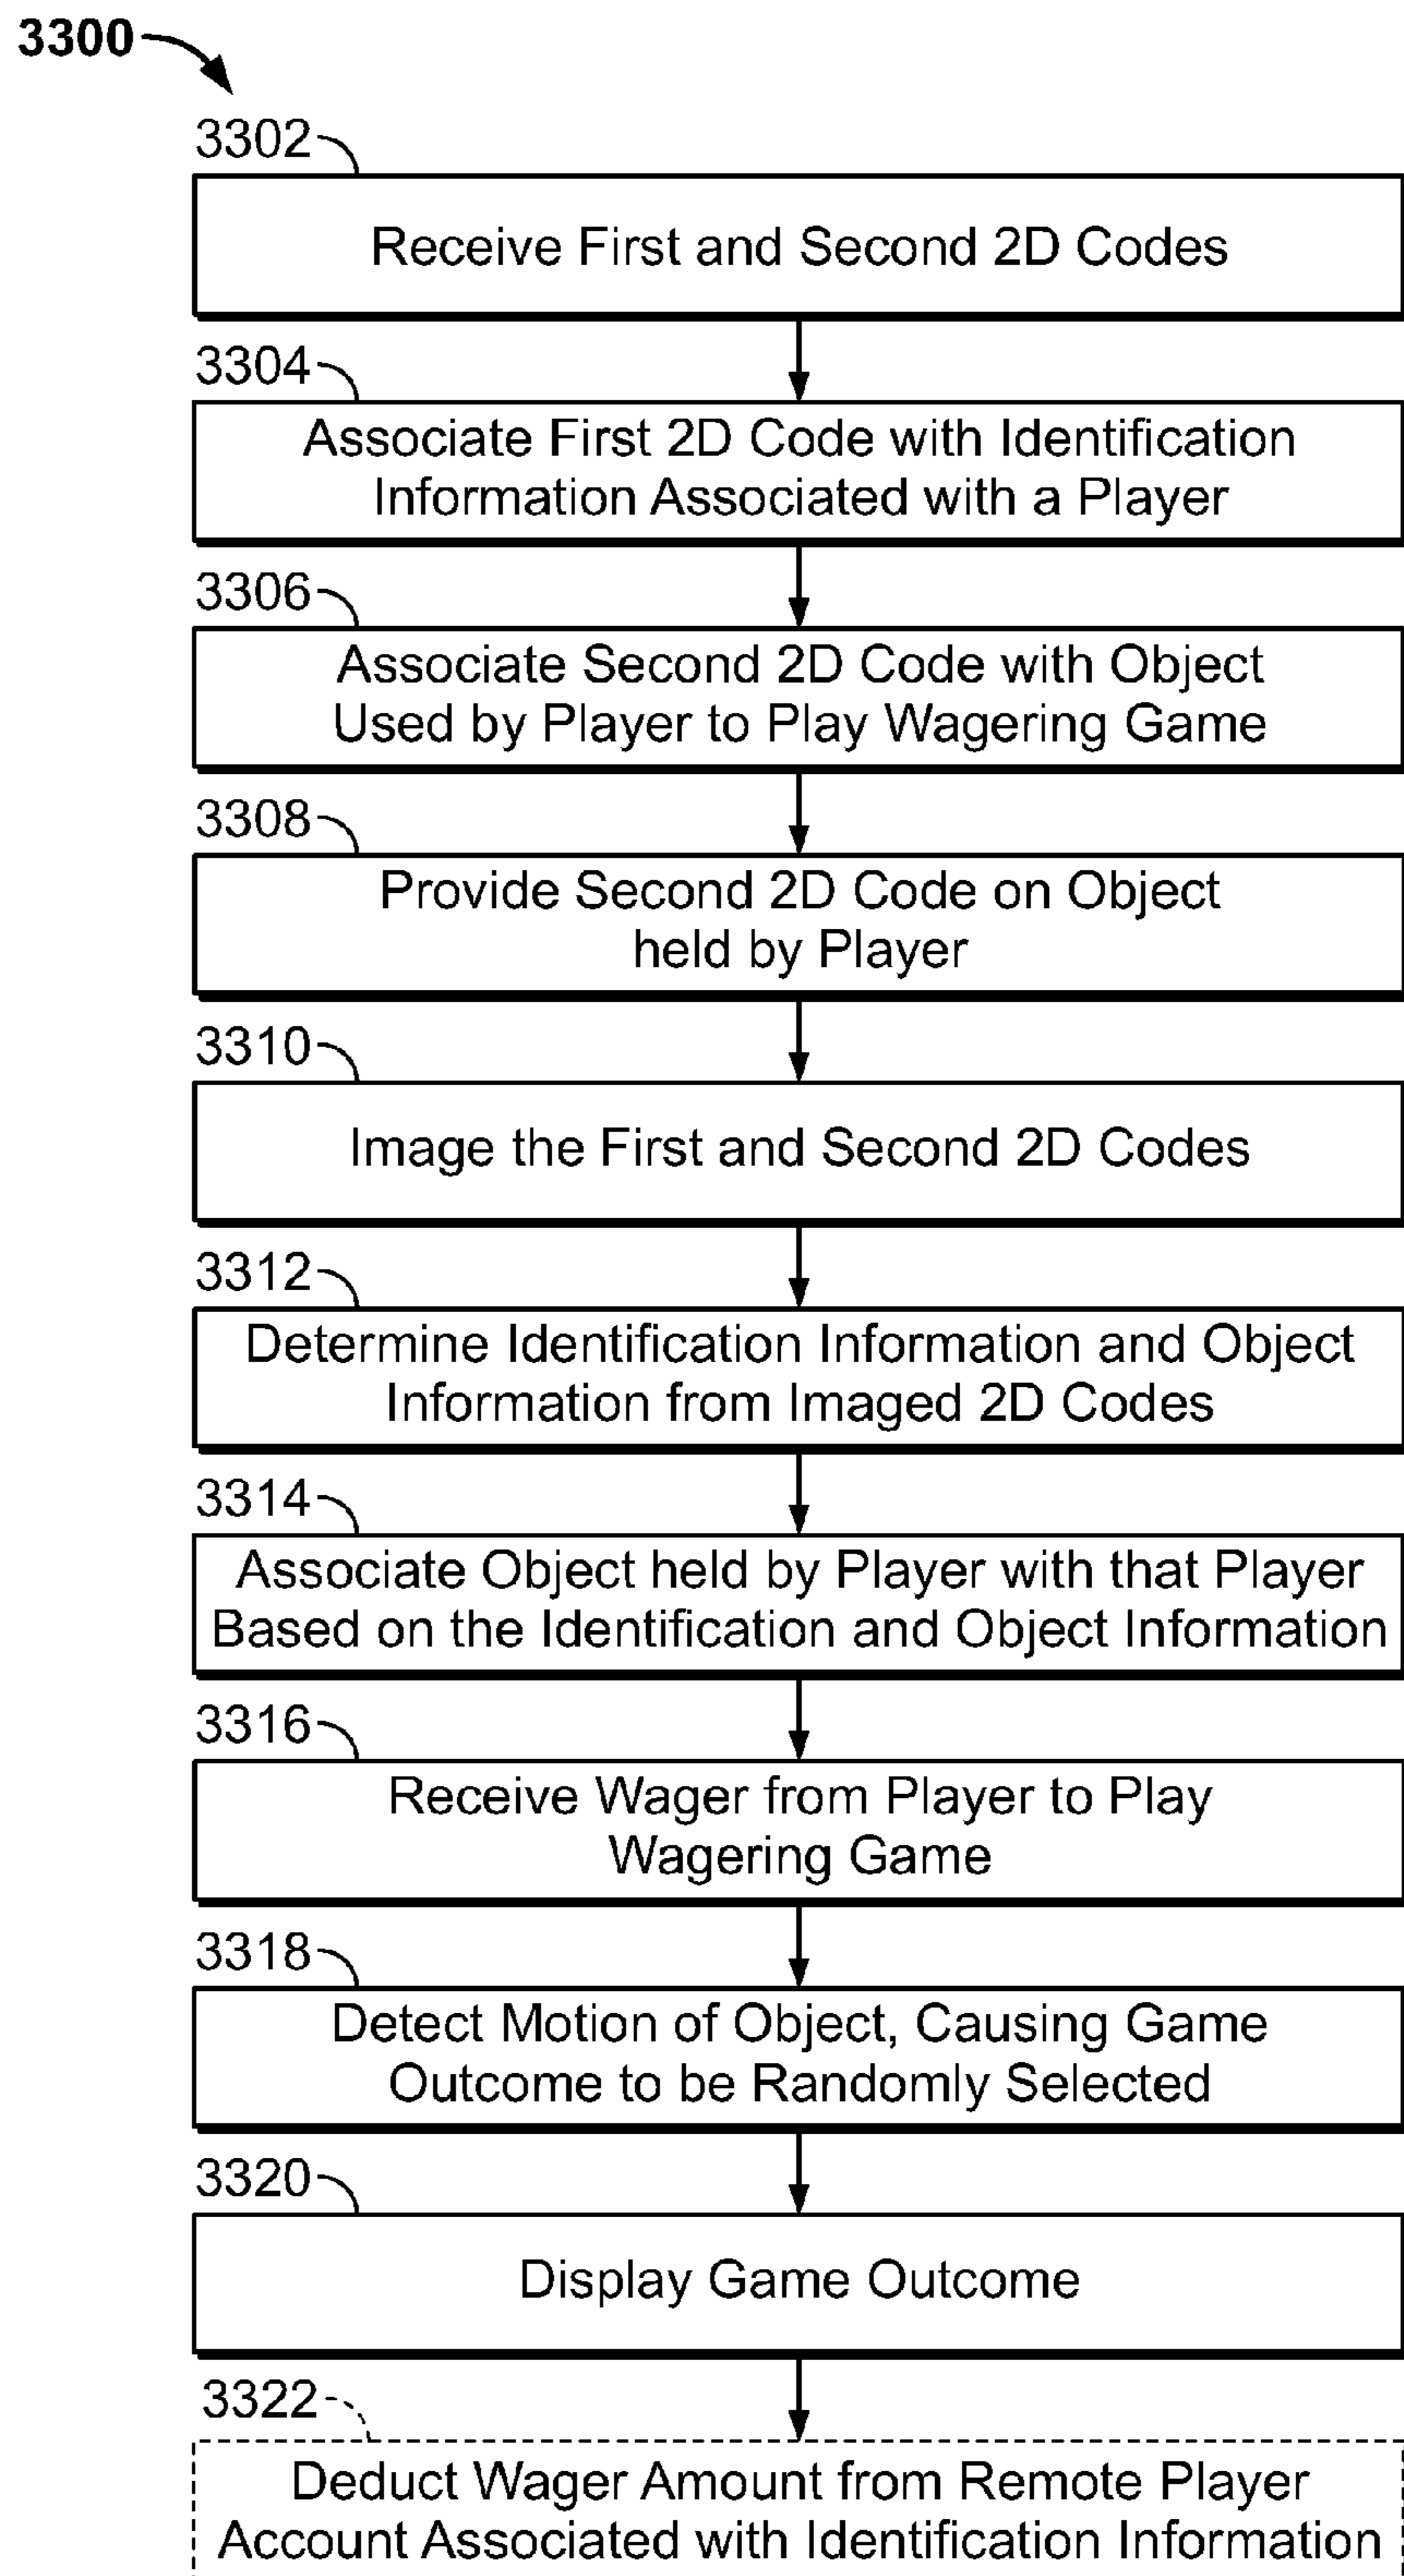 3300
3302
Receive First and Second 2D Codes
3304
Associate First 2D Code with Identification
Information Associated with a Player
3306
Associate Second 2D Code with Object
Used by Player to Play Wagering Game
3308
Provide Second 2D Code on Object
held by Player
3310
Image the First and Second 2D Codes
3312
Determine Identification Information and Object
Information from Imaged 2D Codes
3314
Associate Object held by Player with that Player
Based on the Identification and Object Information
3316
Receive Wager from Player to Play
Wagering Game
3318
Detect Motion of Object, Causing Game
Outcome to be Randomly Selected
3320
Display Game Outcome
3322
Deduct Wager Amount from Remote Player
Account Associated with Identification Information